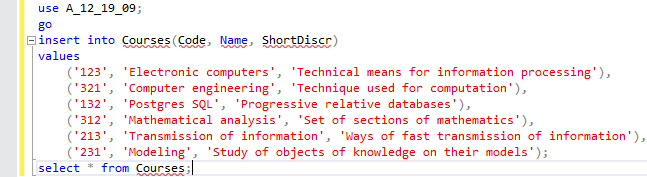 use A_12_19_09;
go
insert into Courses(Code, Name, ShortDiscr)
values
('123', 'Electronic computers', 'Technical means for information processing'),
('321', 'Computer engineering', 'Technique used for computation'),
('132', 'Postgres SQL', 'Progressive relative databases'),
('312', 'Mathematical analysis', 'Set of sections of mathematics'),
('213', 'Transmission of information', 'Ways of fast transmission of information'),
('231', 'Modeling', 'Study of objects of knowledge on their models');
select * from Courses;